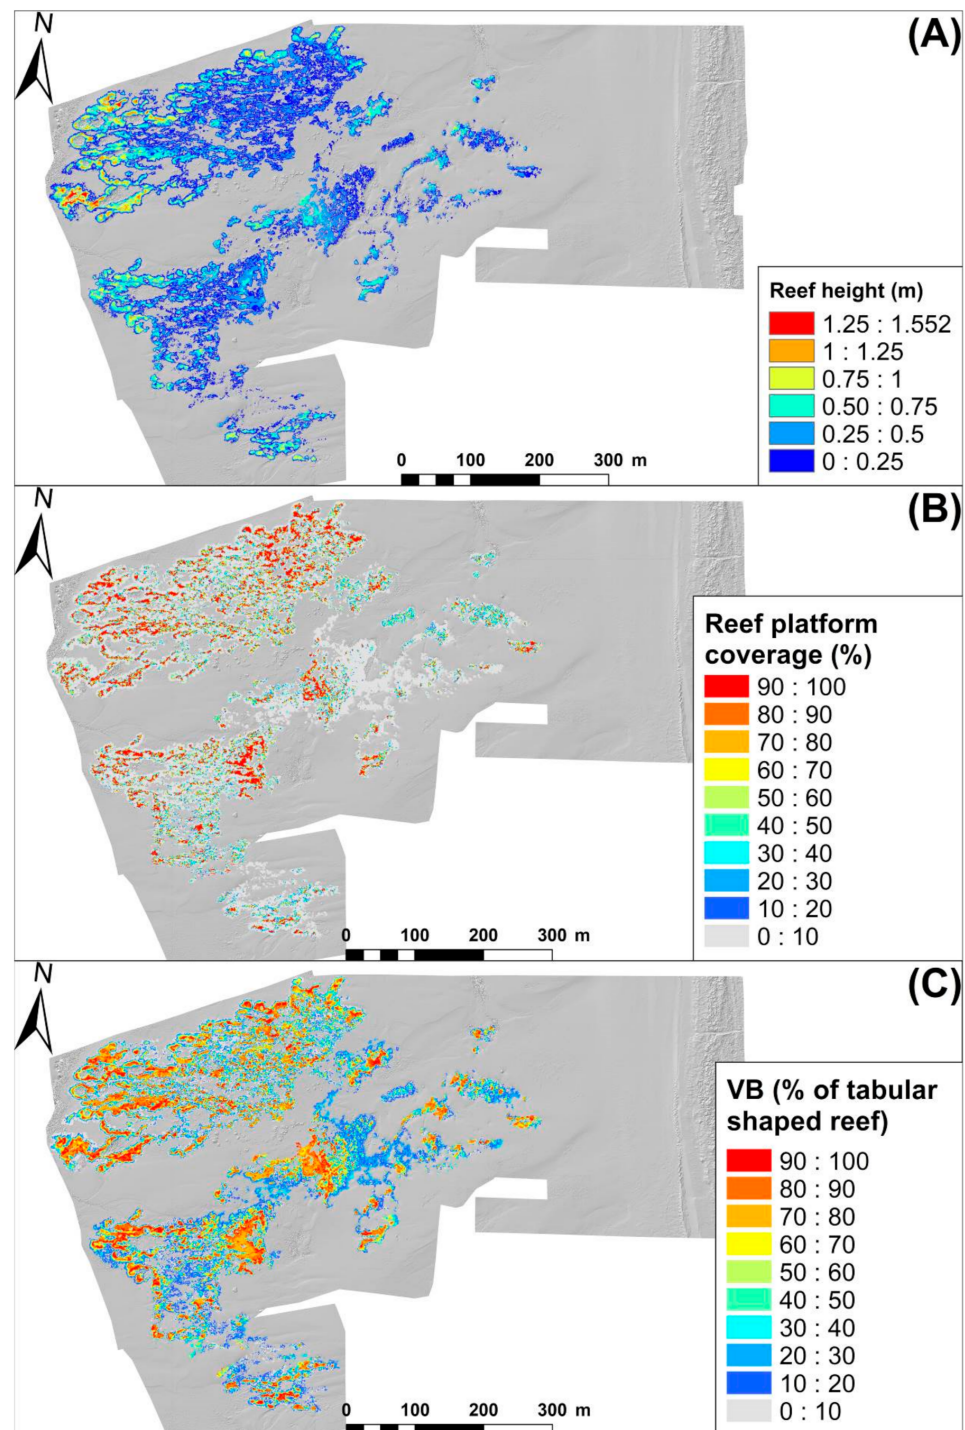 N
(A)
Reef height (m)
1.25 : 1.552
1 : 1.25
0.75 : 1
0.50 : 0.75
0.25 : 0.5
0 : 0.25
0 100 200 300 m
N
(B)
Reef platform
coverage (%)
90 : 100
80 : 90
70 : 80
60 : 70
50 : 60
40 : 50
30 : 40
20 : 30
10 : 20
0 : 10
0 100 200 300 m
N
(C)
VB (% of tabular
shaped reef)
90 : 100
80 : 90
70 : 80
60 : 70
50 : 60
40 : 50
30 : 40
20 : 30
10 : 20
0 : 10
0 100 200 300 m